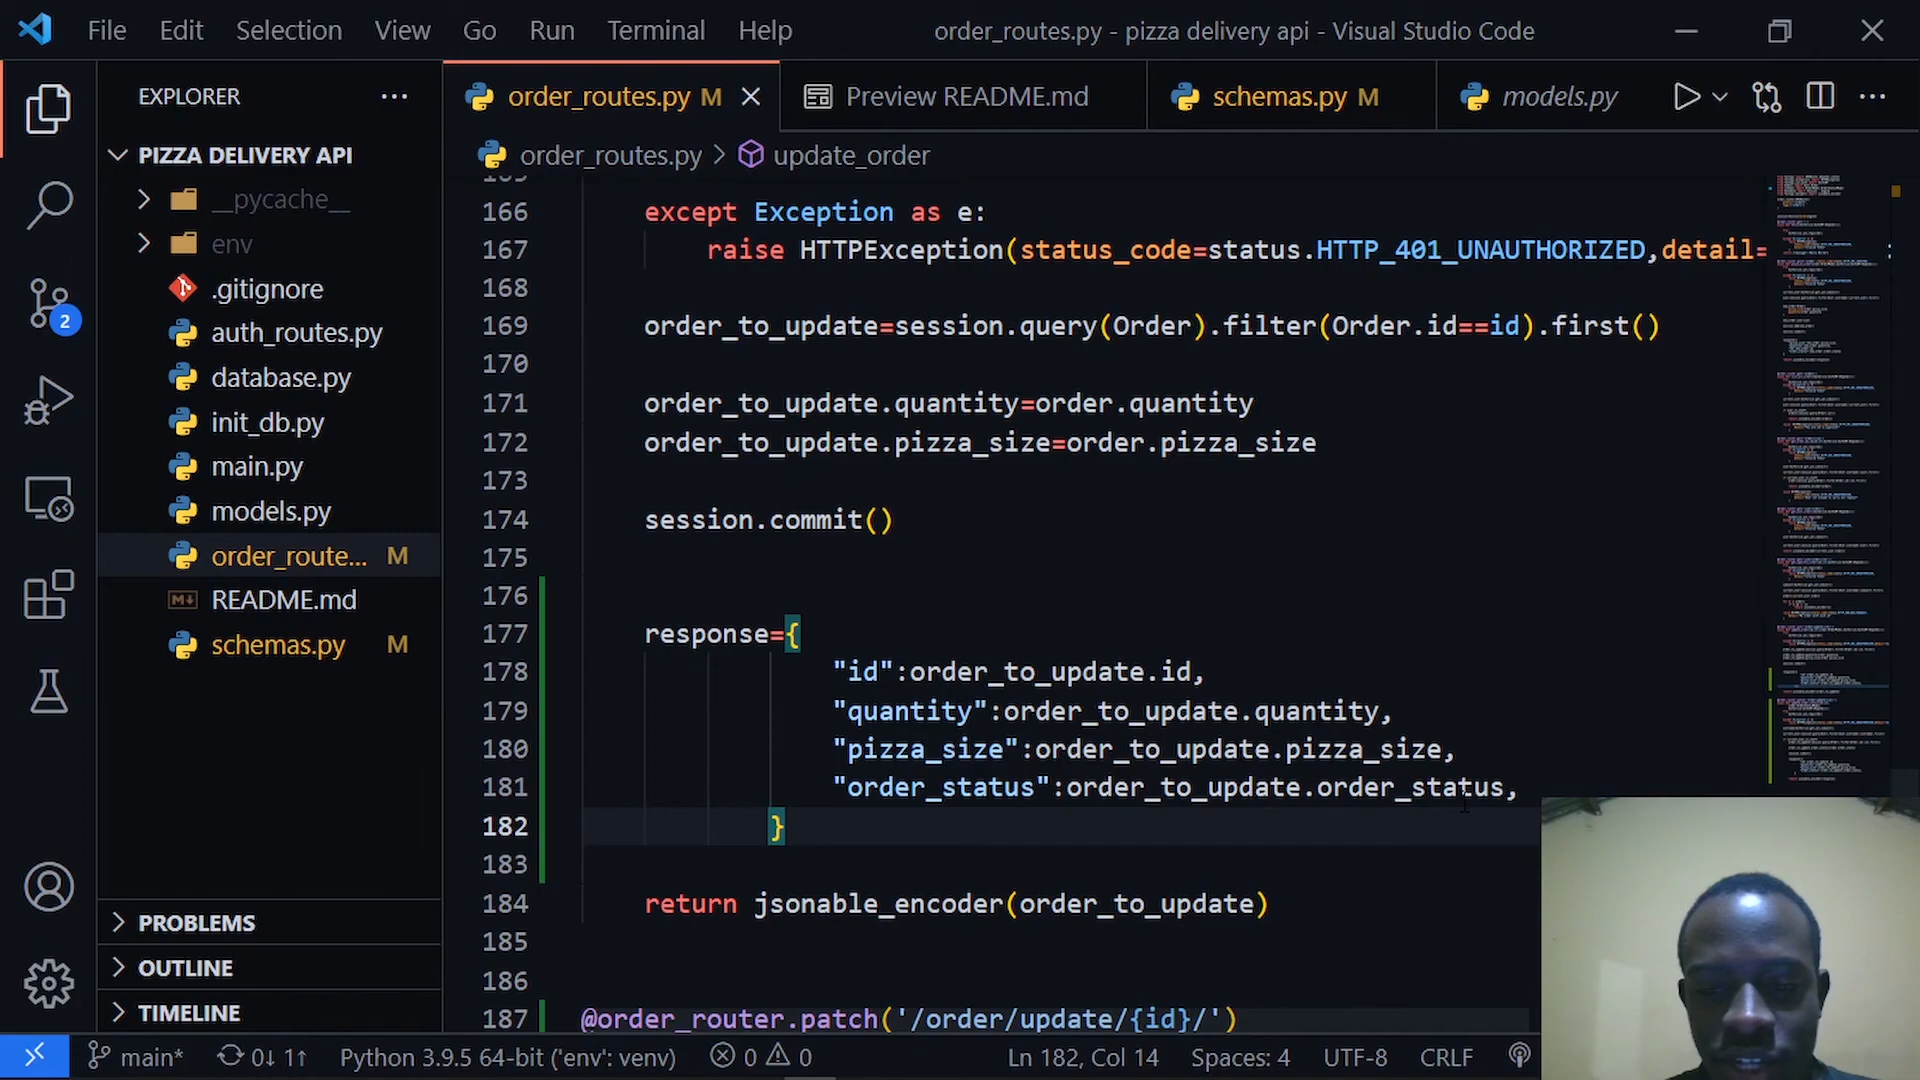 File Edit Selection View Go Run Terminal Help
order_routes.py - pizza delivery api - Visual Studio Code
EXPLORER
order_routes.py M
Preview README.md
schemas.py M
models.py
PIZZA DELIVERY API
order_routes.py > update_order
__pycache__
env
.gitignore
auth_routes.py
database.py
init_db.py
main.py
models.py
order_route... M
README.md
schemas.py M
2
PROBLEMS
OUTLINE
TIMELINE
166 except Exception as e:
167 raise HTTPException(status_code=status.HTTP_401_UNAUTHORIZED,detail=
168
169 order_to_update=session.query(Order).filter(Order.id==id).first()
170
171 order_to_update.quantity=order.quantity
172 order_to_update.pizza_size=order.pizza_size
173
174 session.commit()
175
176
177 response={
178 "id":order_to_update.id,
179 "quantity":order_to_update.quantity,
180 "pizza_size":order_to_update.pizza_size,
181 "order_status":order_to_update.order_status,
182 }
183
184 return jsonable_encoder(order_to_update)
185
186
187 @order_router.patch('/order/update/{id}/')
main* 0↓ 1↑ Python 3.9.5 64-bit ('env': venv) 0 0 Ln 182, Col 14 Spaces: 4 UTF-8 CRLF